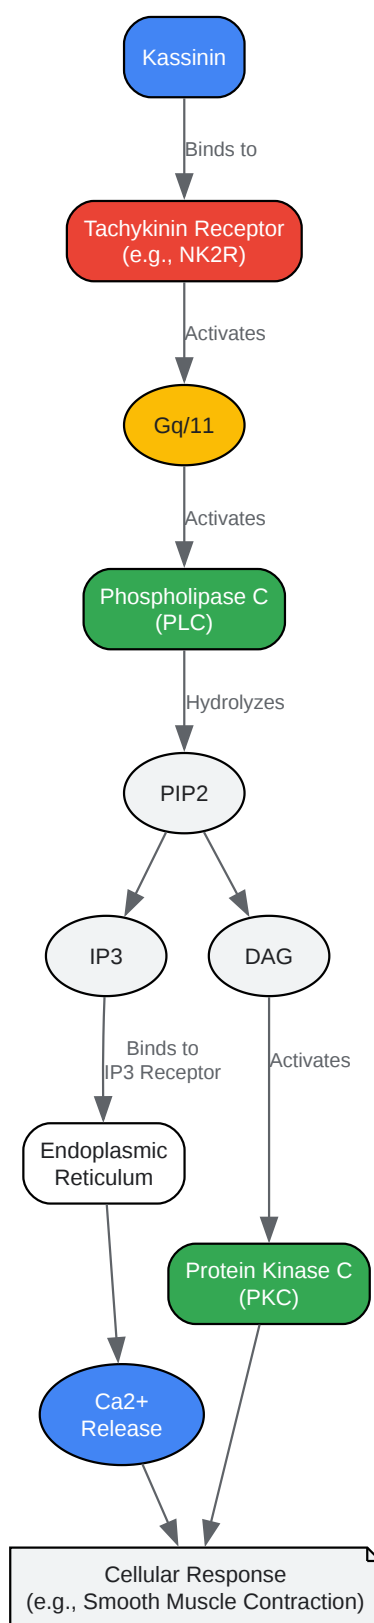 Kassinin
Binds to
Tachykinin Receptor
(e.g., NK2R)
Activates
Gq/11
Activates
Phospholipase C
(PLC)
Hydrolyzes
PIP2
IP3
DAG
Binds to
IP3 Receptor
Activates
Endoplasmic
Reticulum
Protein Kinase C
(PKC)
Ca2+
Release
Cellular Response
(e.g., Smooth Muscle Contraction)